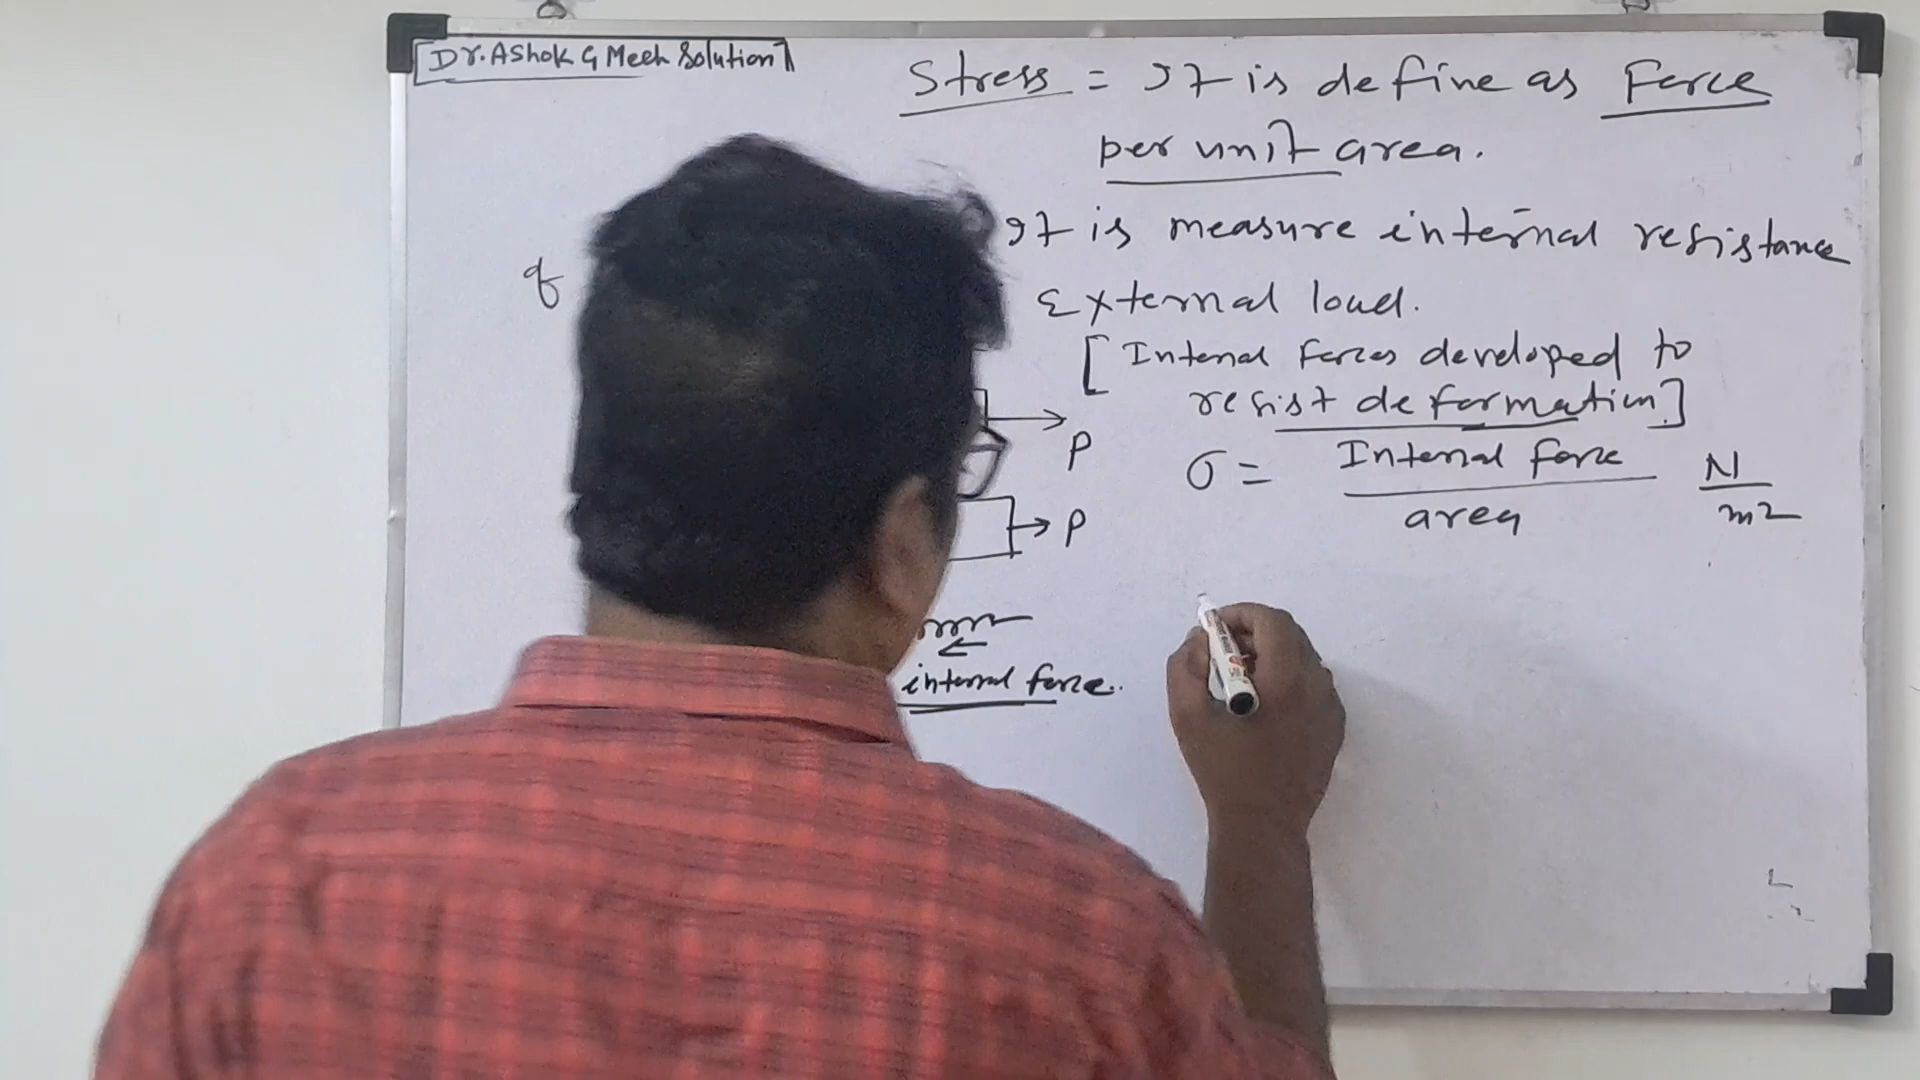 [Dr. Ashok G Mech Solution]
Stress = It is define as Force
per unit area.
It is measure internal resistance
External load.
[Internal Forces developed to
resist deformation.]
σ = Internal force / area N/m²
P
P
internal force..